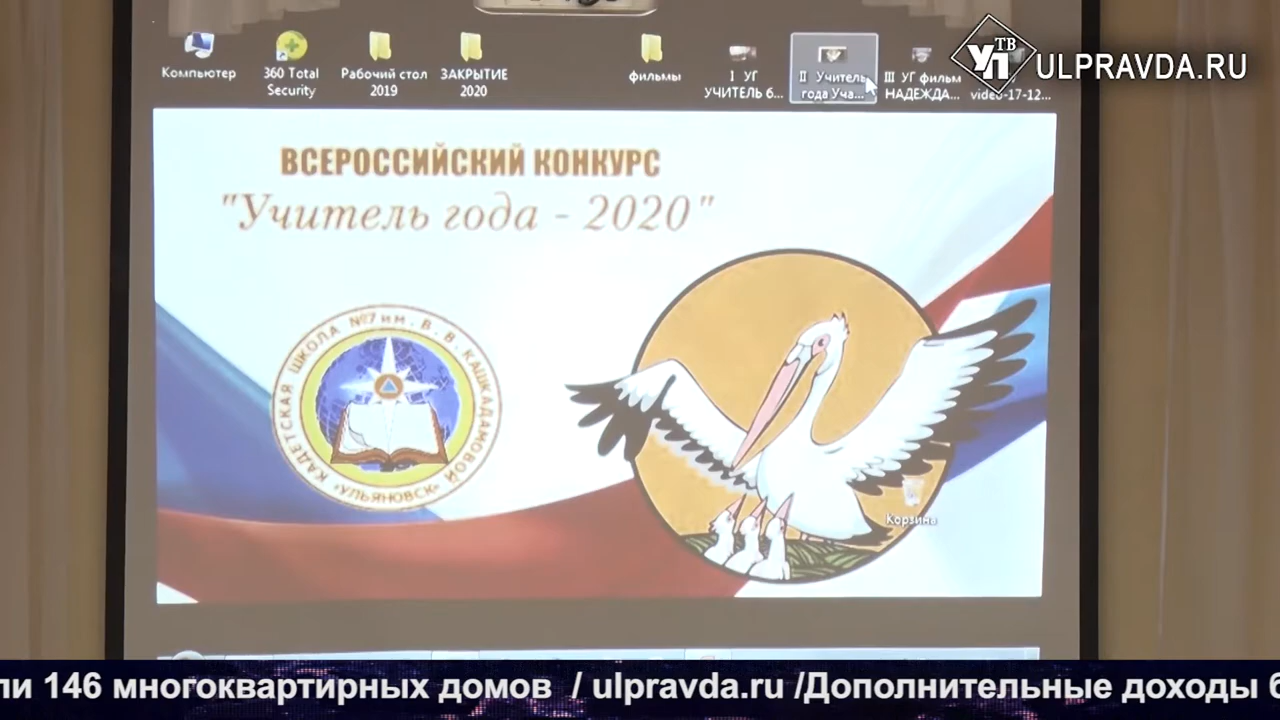 Компьютер
360 Total
Security
Рабочий стол
2019
ЗАКРЫТИЕ
2020
фильмы
I УГ
УЧИТЕЛЬ б...
II Учитель
года Уча...
III УГ фильм
НАДЕЖДА...
video-17-12...
УП ТВ
ULPRAVDA.RU
ВСЕРОССИЙСКИЙ КОНКУРС
"Учитель года - 2020"
КАДЕТСКАЯ ШКОЛА №7 им. В. В. КАШКАДАМОВОЙ
«УЛЬЯНОВСК»
Корзина
ли 146 многоквартирных домов / ulpravda.ru /Дополнительные доходы б